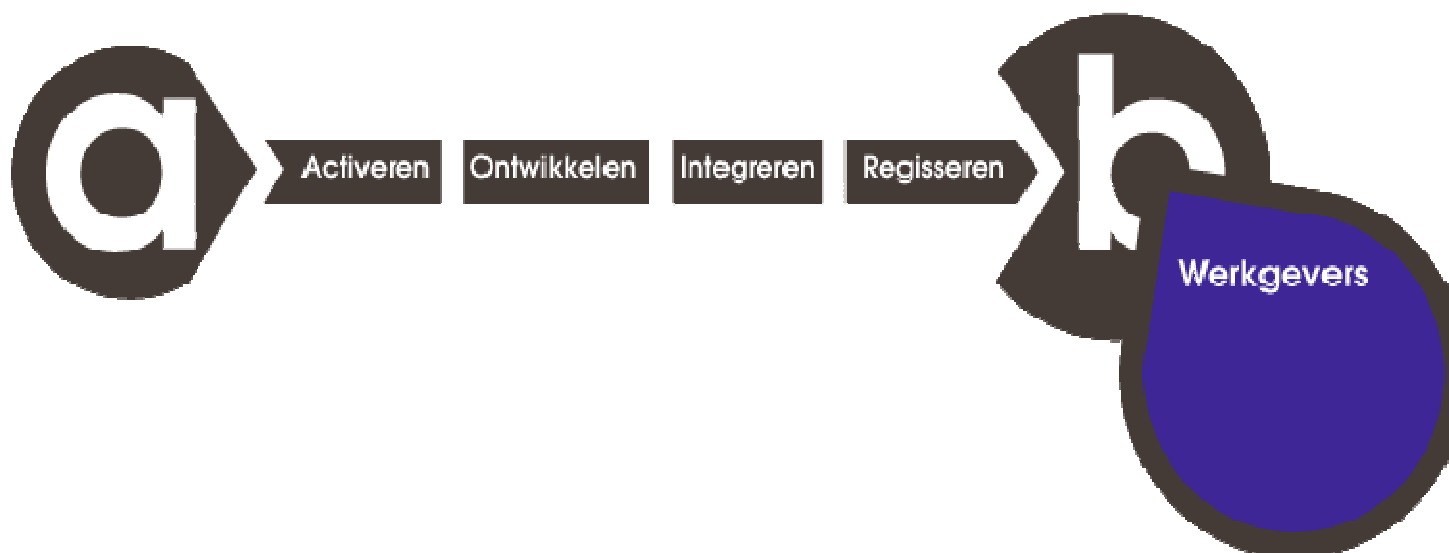 a
Activeren
Ontwikkelen
Integreren
Regisseren
b
Werkgevers